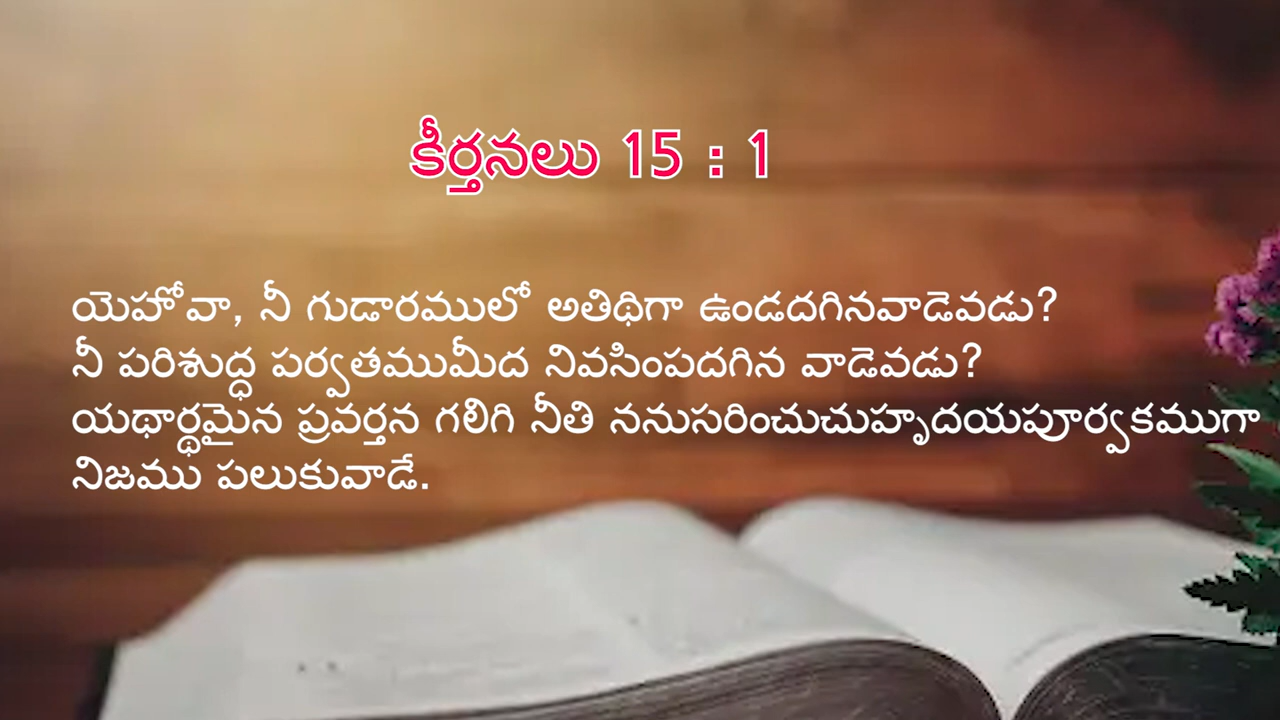 కీర్తనలు 15 : 1
యెహోవా, నీ గుడారములో అతిథిగా ఉండదగినవాడెవడు?
నీ పరిశుద్ధ పర్వతముమీద నివసింపదగిన వాడెవడు?
యథార్థమైన ప్రవర్తన గలిగి నీతి ననుసరించుచుహృదయపూర్వకముగా
నిజము పలుకువాడే.